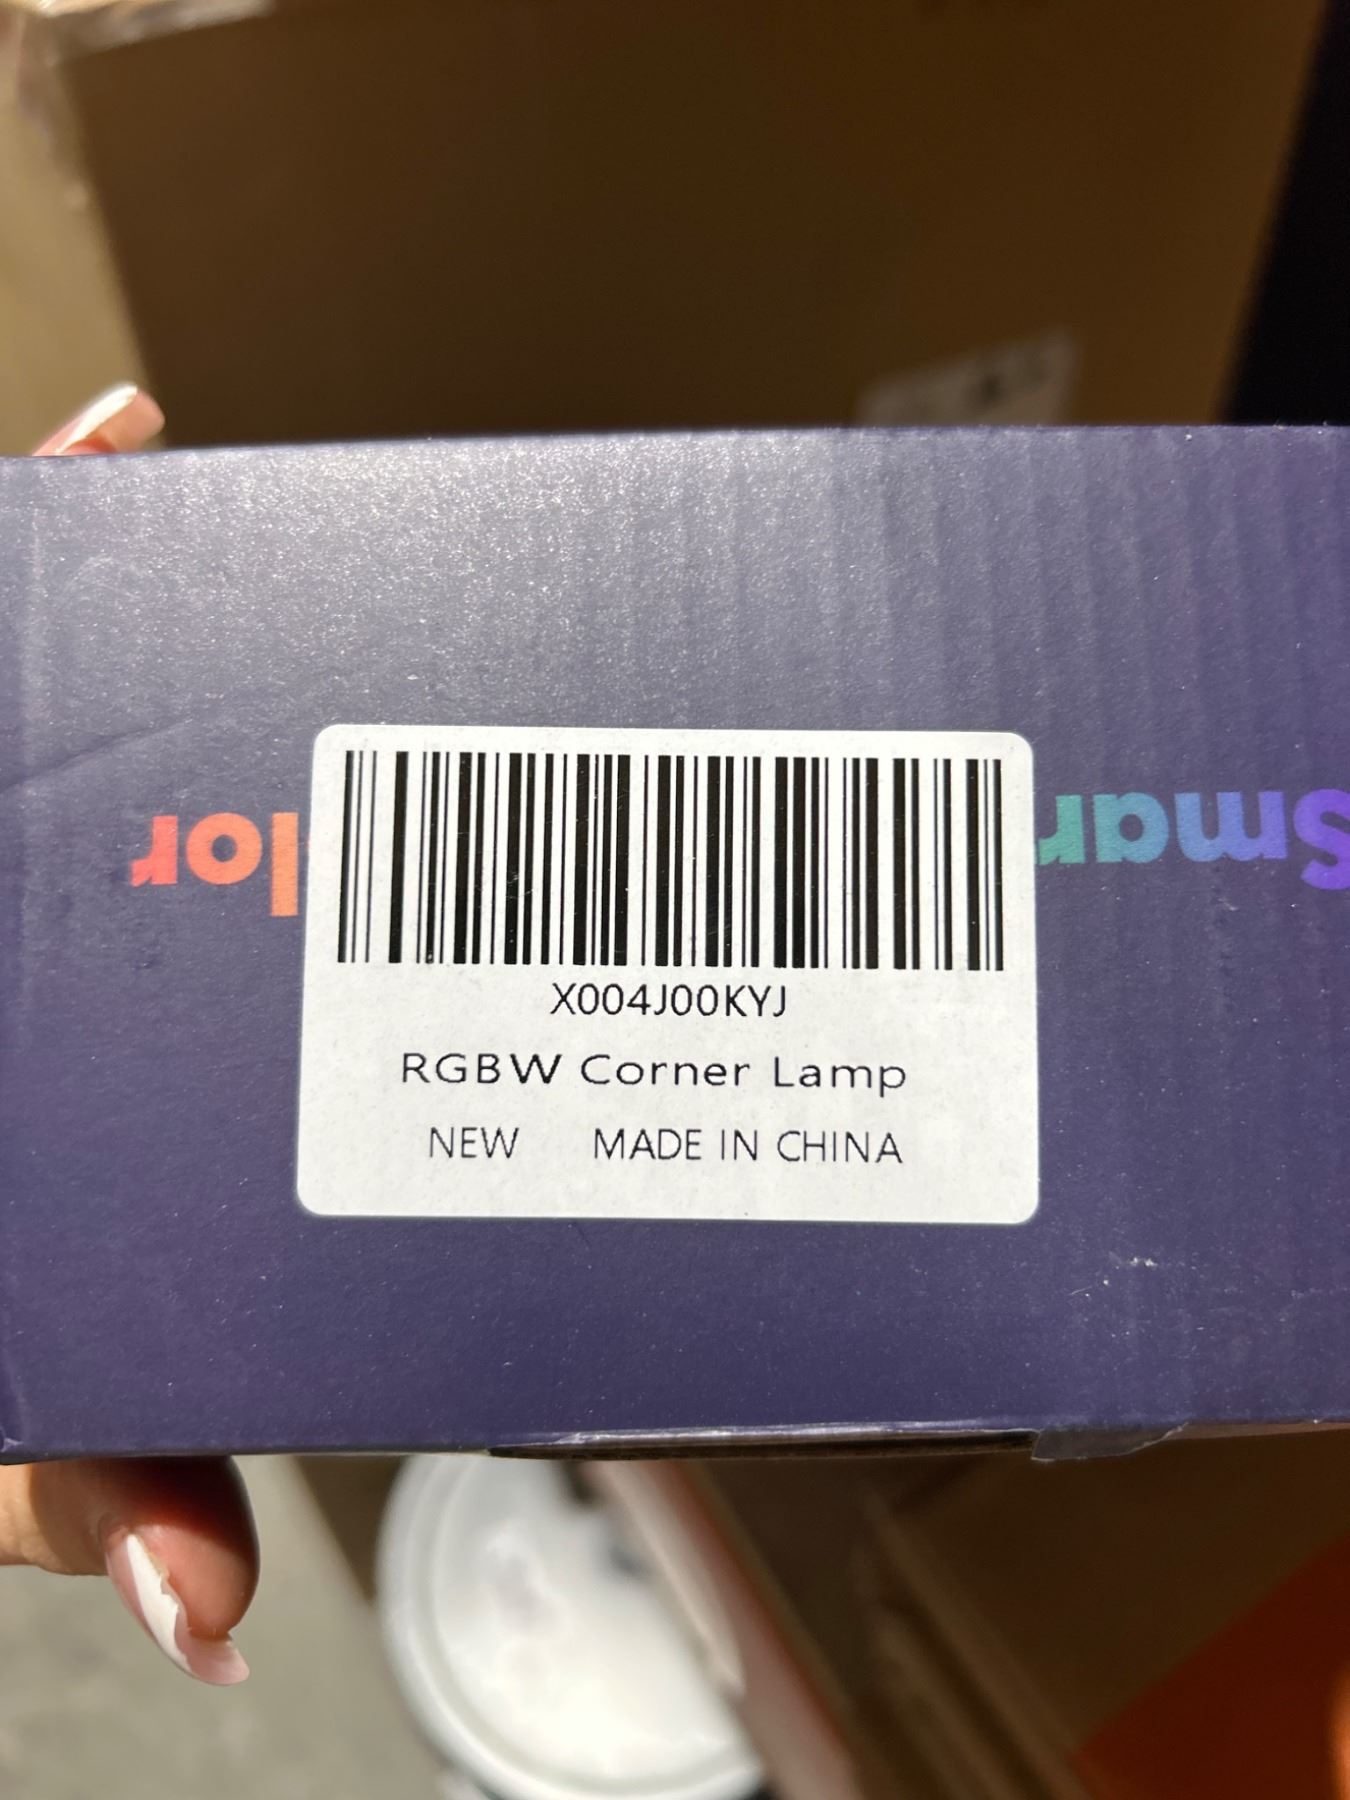 X004J00KYJ
RGBW Corner Lamp
NEW MADE IN CHINA